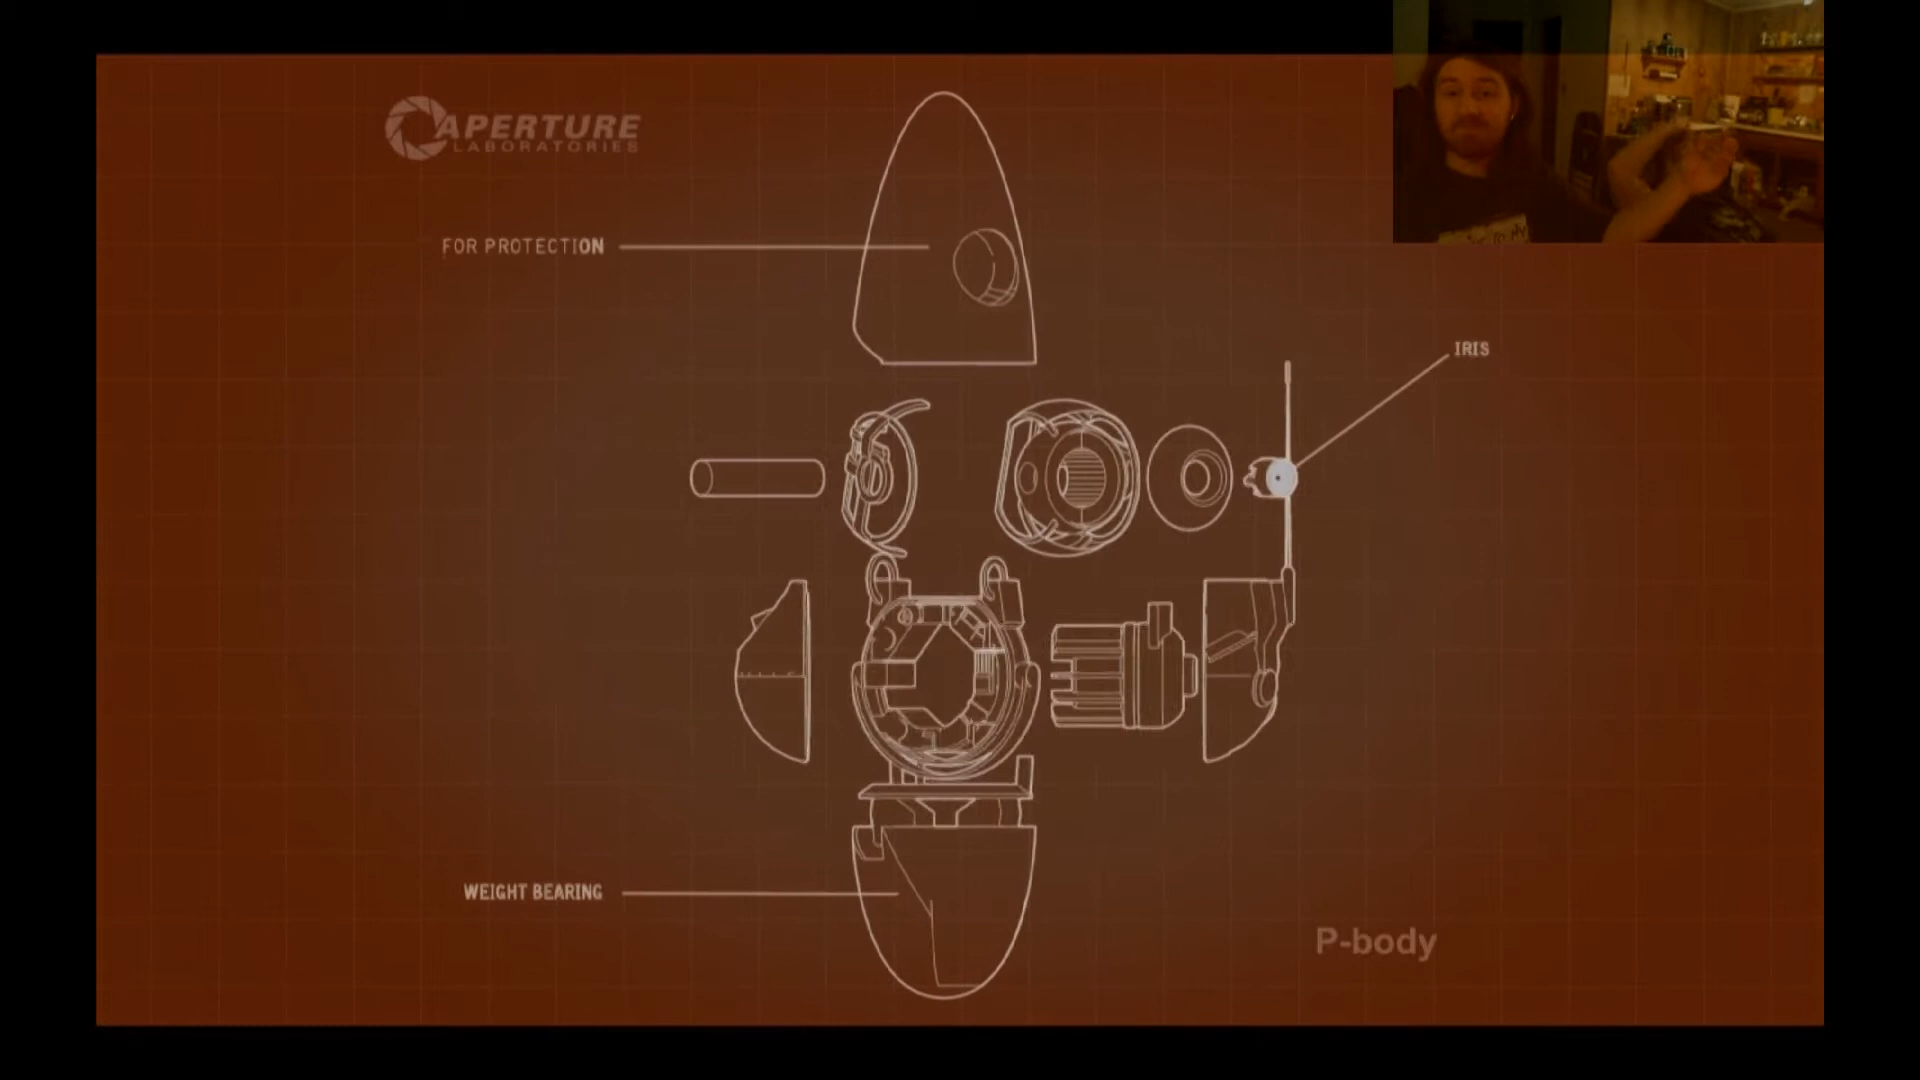 APERTURE
LABORATORIES
FOR PROTECTION
IRIS
WEIGHT BEARING
P-body